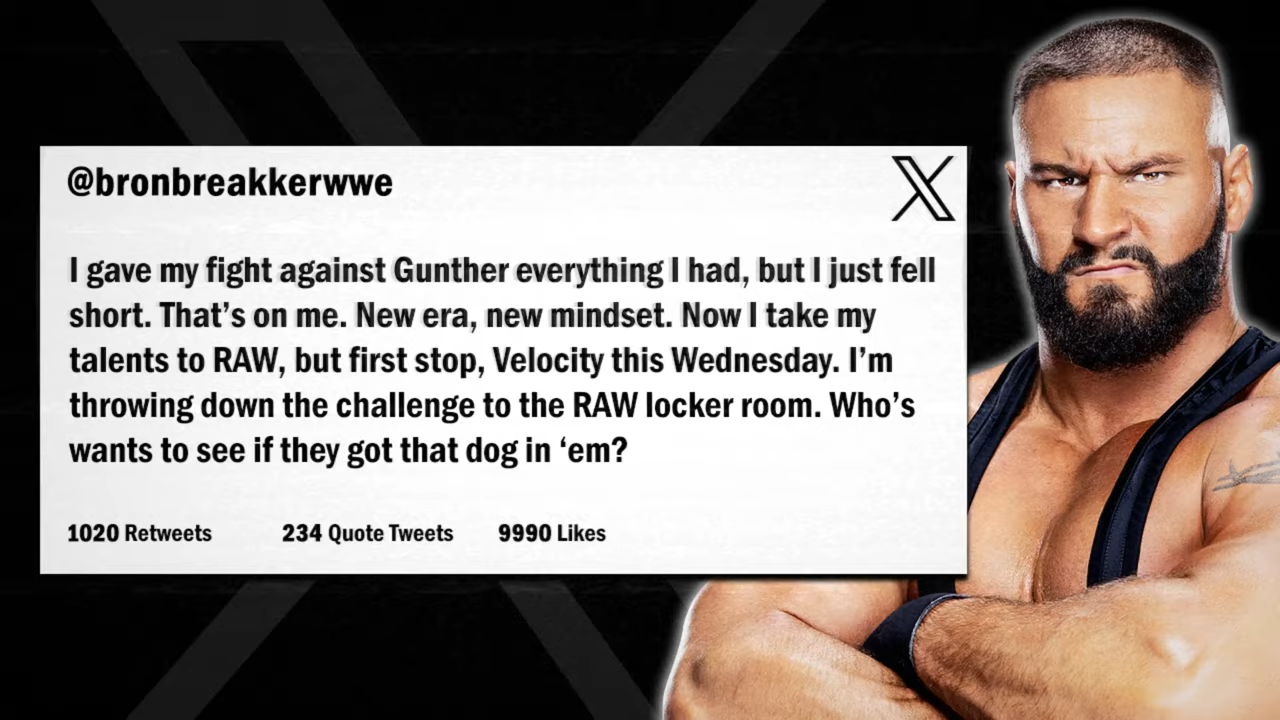 @bronbreakkerwwe
I gave my fight against Gunther everything I had, but I just fell
short. That’s on me. New era, new mindset. Now I take my
talents to RAW, but first stop, Velocity this Wednesday. I’m
throwing down the challenge to the RAW locker room. Who’s
wants to see if they got that dog in ‘em?
1020 Retweets 234 Quote Tweets 9990 Likes